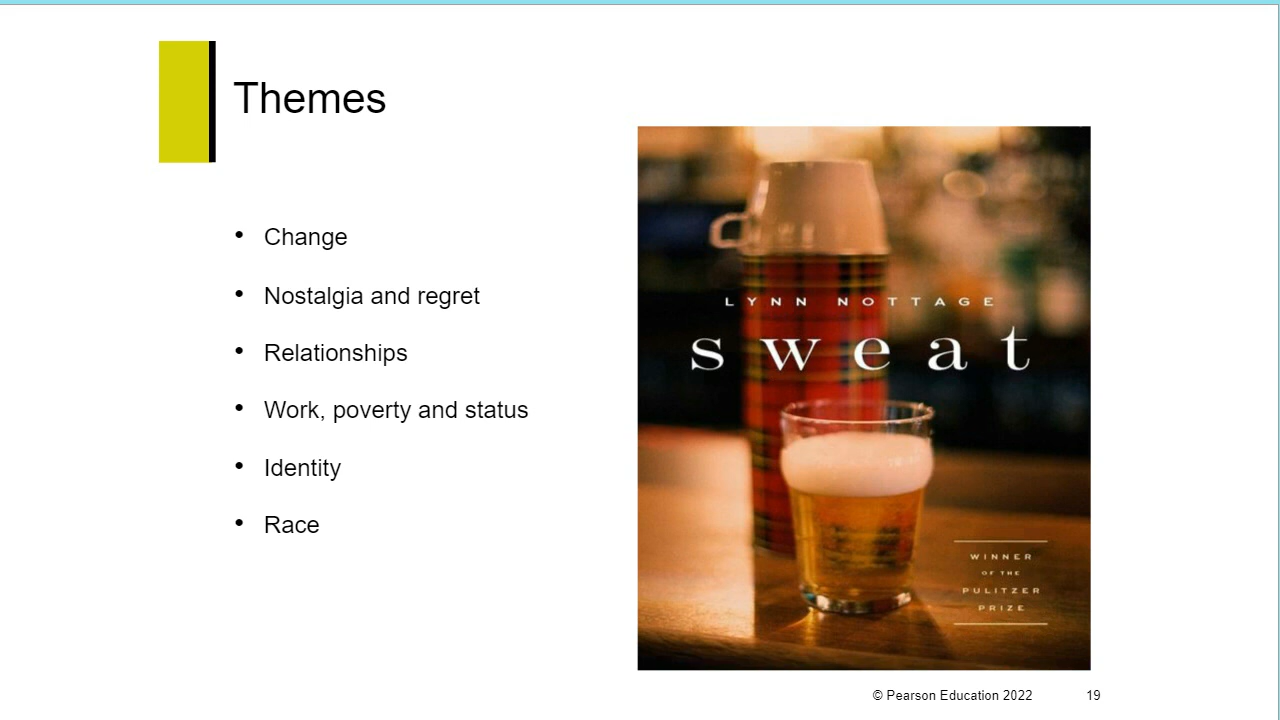 Themes
• Change
• Nostalgia and regret
• Relationships
• Work, poverty and status
• Identity
• Race
LYNN NOTTAGE
sweat
WINNER
OF THE
PULITZER
PRIZE
© Pearson Education 2022
19